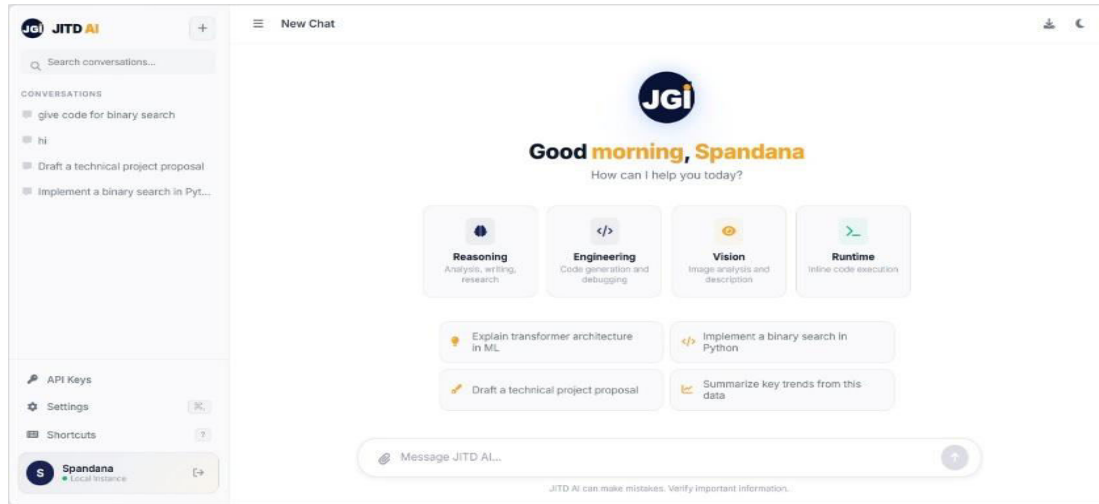 JGi JITD AI
+
Search conversations...
CONVERSATIONS
give code for binary search
hi
Draft a technical project proposal
Implement a binary search in Pyt...
API Keys
Settings
Shortcuts ?
S Spandana
Local Instance
New Chat
JGi
Good morning, Spandana
How can I help you today?
Reasoning
Analysis, writing,
research
</>
Engineering
Code generation and
debugging
Vision
Image analysis and
description
>_
Runtime
Inline code execution
Explain transformer architecture
in ML
</> Implement a binary search in
Python
Draft a technical project proposal
Summarize key trends from this
data
Message JITD AI...
JITD AI can make mistakes. Verify important information.